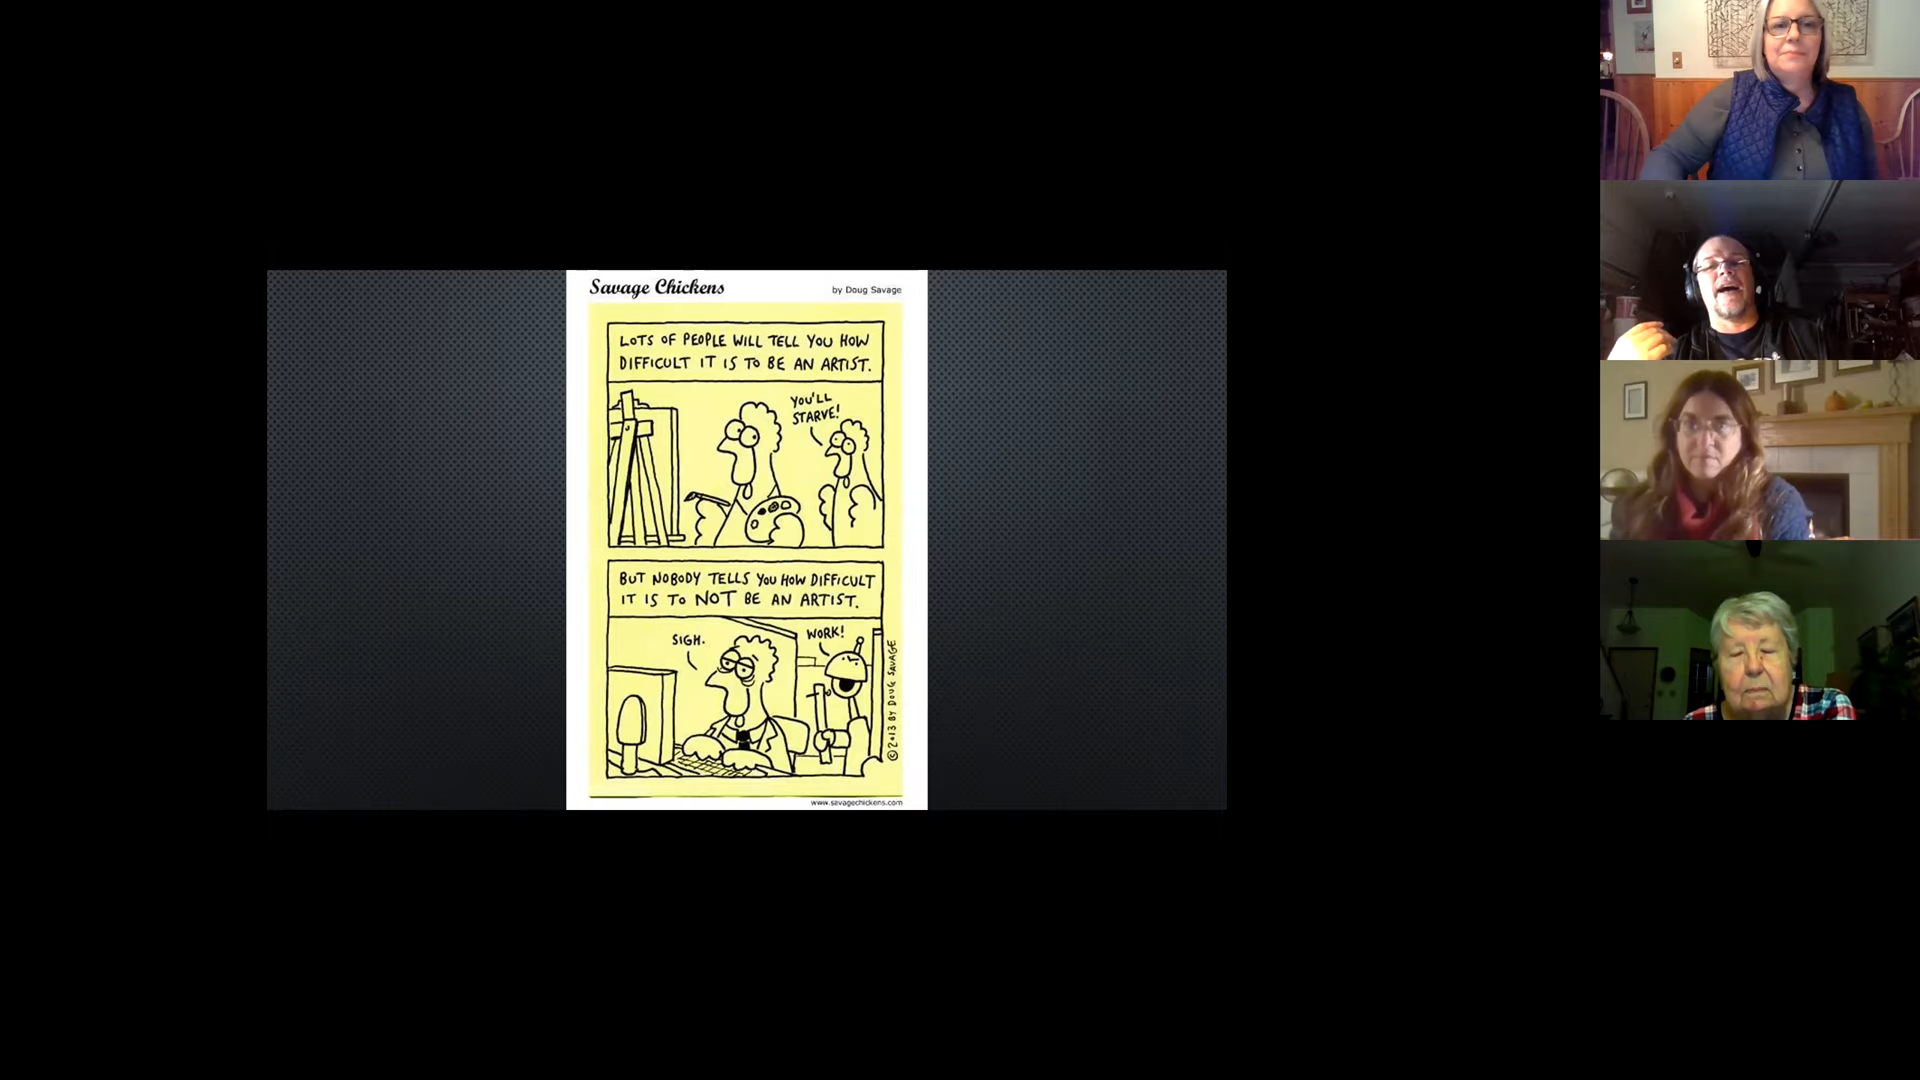 Savage Chickens
by Doug Savage
LOTS OF PEOPLE WILL TELL YOU HOW
DIFFICULT IT IS TO BE AN ARTIST.
YOU'LL
STARVE!
BUT NOBODY TELLS YOU HOW DIFFICULT
IT IS TO NOT BE AN ARTIST.
SIGH.
WORK!
©2013 BY DOUG SAVAGE
www.savagechickens.com